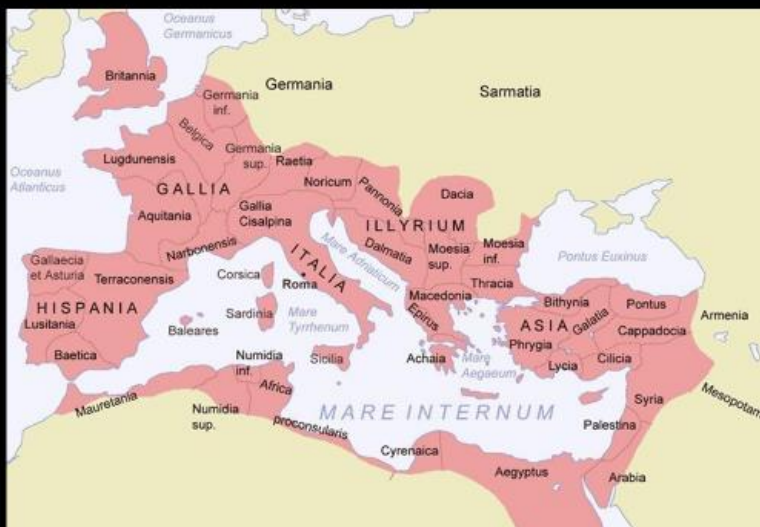 Oceanus
Germanicus
Britannia
Germania
Sarmatia
Germania
inf.
Belgica
Oceanus
Atlanticus
Lugdunensis
Germania
sup.
Raetia
GALLIA
Noricum
Pannonia
Dacia
Aquitania
Gallia
Cisalpina
ILLYRIUM
Narbonensis
Dalmatia
Moesia
sup.
Moesia
inf.
Pontus Euxinus
Gallaecia
et Asturia
Terraconensis
ITALIA
Mare Adriaticum
Corsica
Roma
Thracia
HISPANIA
Lusitania
Baleares
Sardinia
Mare
Tyrrhenum
Macedonia
Epirus
Bithynia
Pontus
Armenia
ASIA
Galatia
Cappadocia
Phrygia
Baetica
Numidia
inf.
Sicilia
Achaia
Mare
Aegaeum
Lycia
Cilicia
Mesopotam
Mauretania
Numidia
sup.
Africa
proconsularis
MARE INTERNUM
Syria
Palestina
Cyrenaica
Aegyptus
Arabia